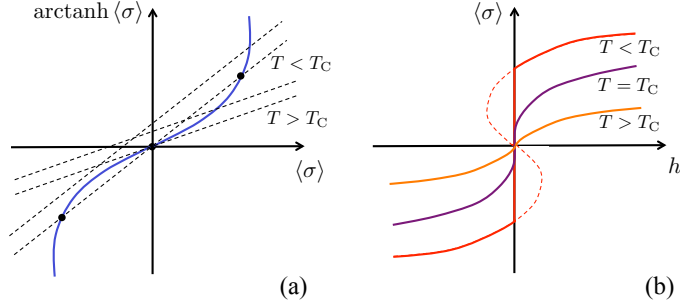 arctanh ⟨σ⟩
T < T_C
T > T_C
⟨σ⟩
(a)
⟨σ⟩
T < T_C
T = T_C
T > T_C
h
(b)